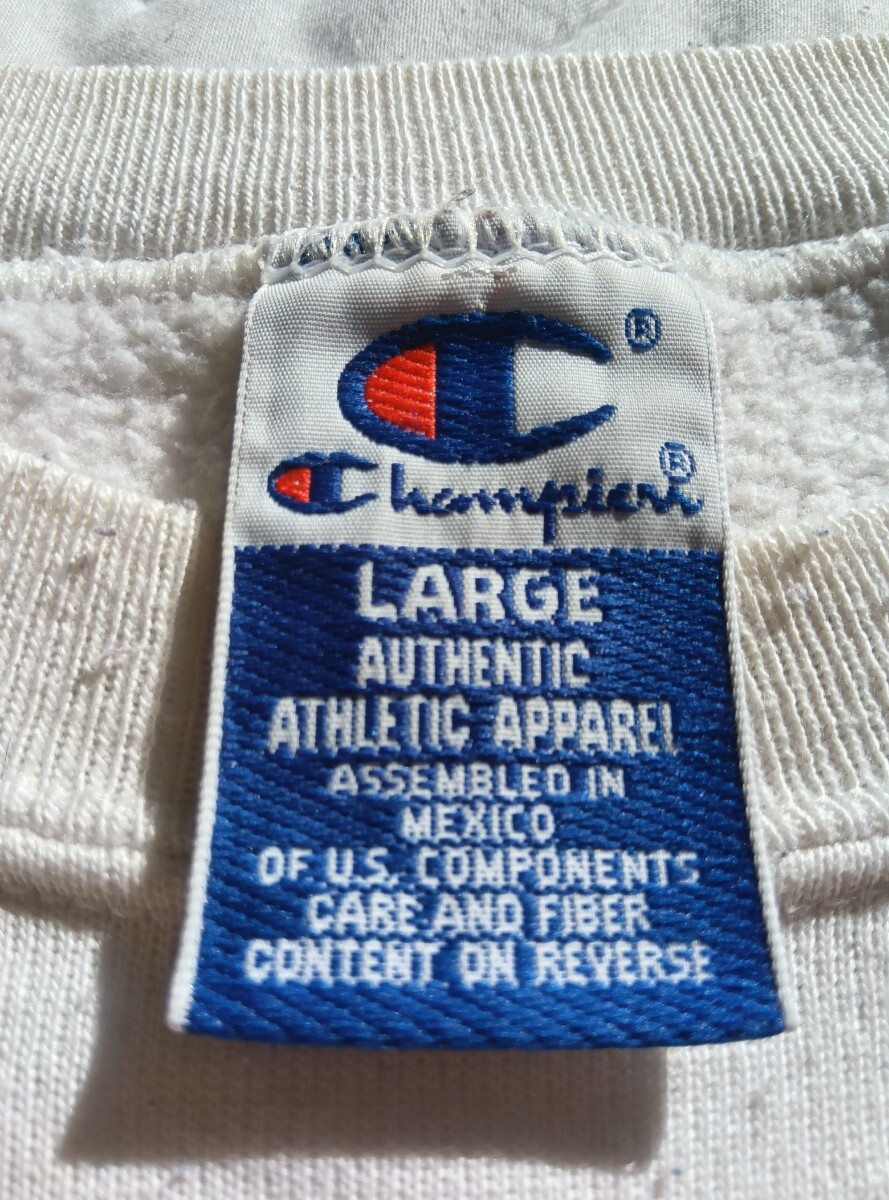 ®
Champion®
LARGE
AUTHENTIC
ATHLETIC APPAREL
ASSEMBLED IN
MEXICO
OF U.S. COMPONENTS
CARE AND FIBER
CONTENT ON REVERSE